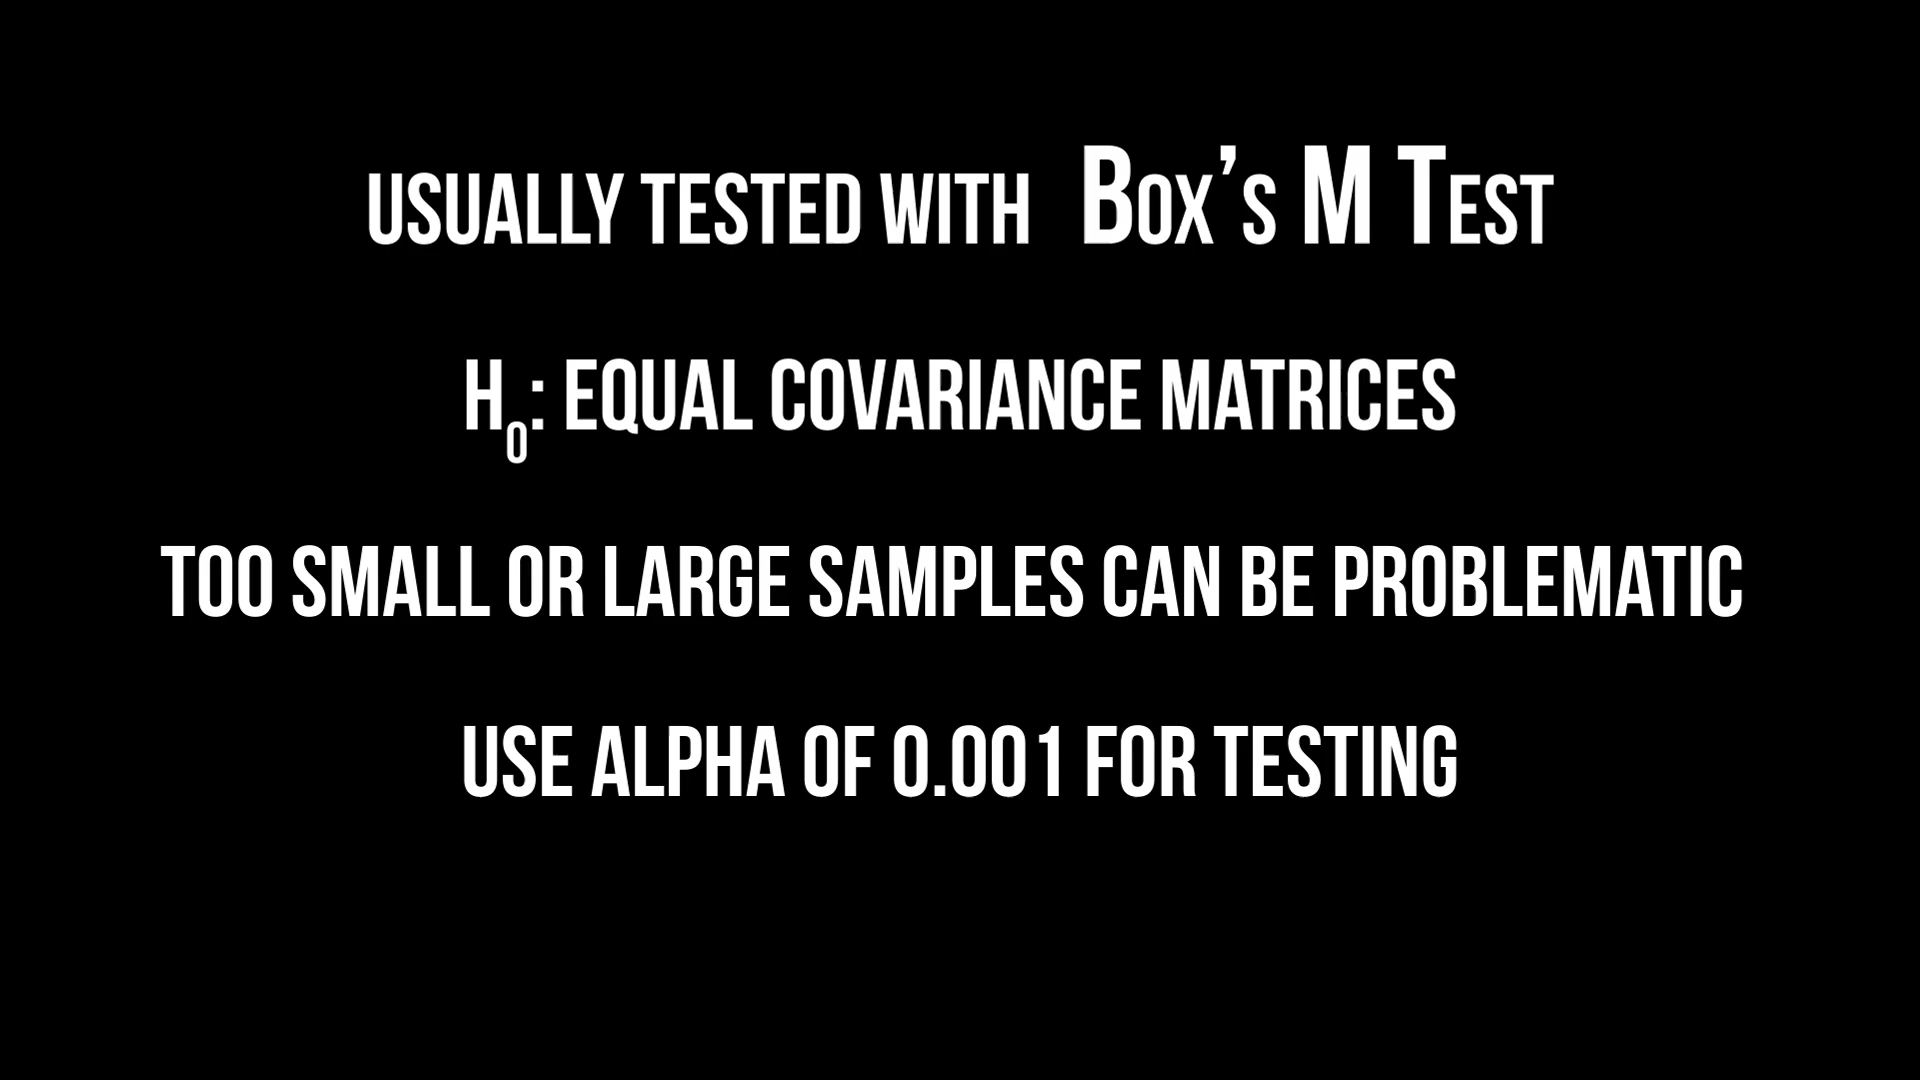 USUALLY TESTED WITH BOX'S M TEST
H₀: EQUAL COVARIANCE MATRICES
TOO SMALL OR LARGE SAMPLES CAN BE PROBLEMATIC
USE ALPHA OF 0.001 FOR TESTING